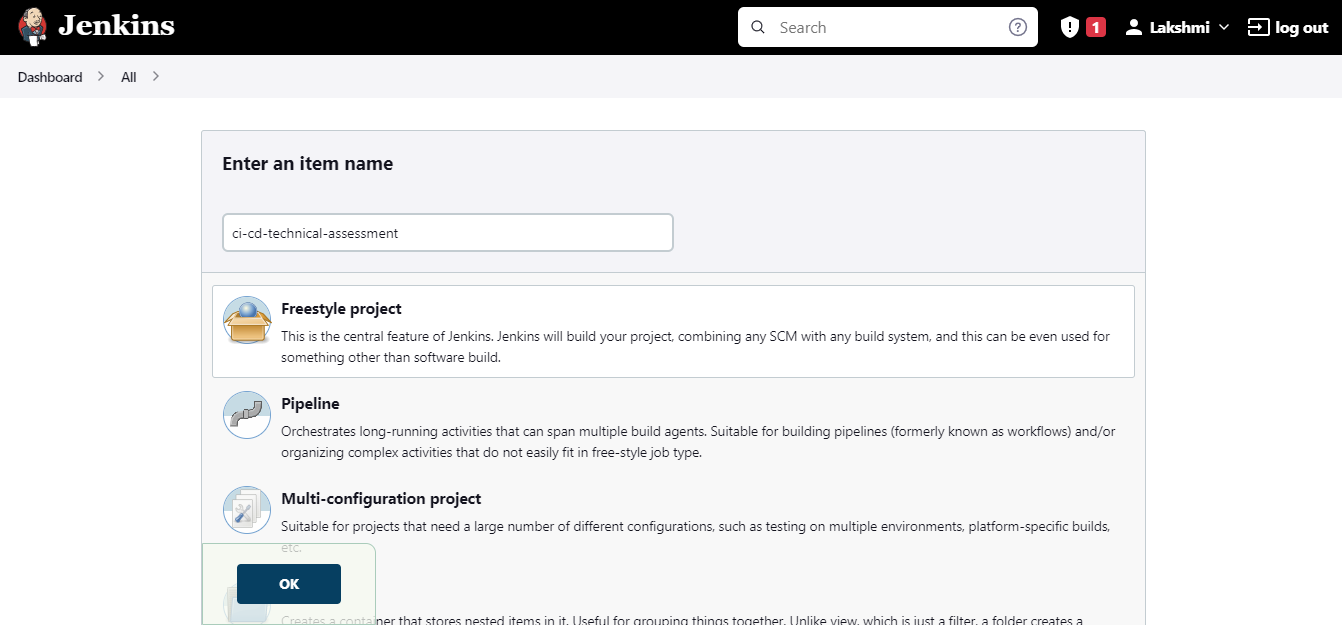 Jenkins
Search
1
Lakshmi
log out
Dashboard
All
Enter an item name
ci-cd-technical-assessment
Freestyle project
This is the central feature of Jenkins. Jenkins will build your project, combining any SCM with any build system, and this can be even used for
something other than software build.
Pipeline
Orchestrates long-running activities that can span multiple build agents. Suitable for building pipelines (formerly known as workflows) and/or
organizing complex activities that do not easily fit in free-style job type.
Multi-configuration project
Suitable for projects that need a large number of different configurations, such as testing on multiple environments, platform-specific builds,
etc.
OK
Creates a container that stores nested items in it. Useful for grouping things together. Unlike view, which is just a filter, a folder creates a